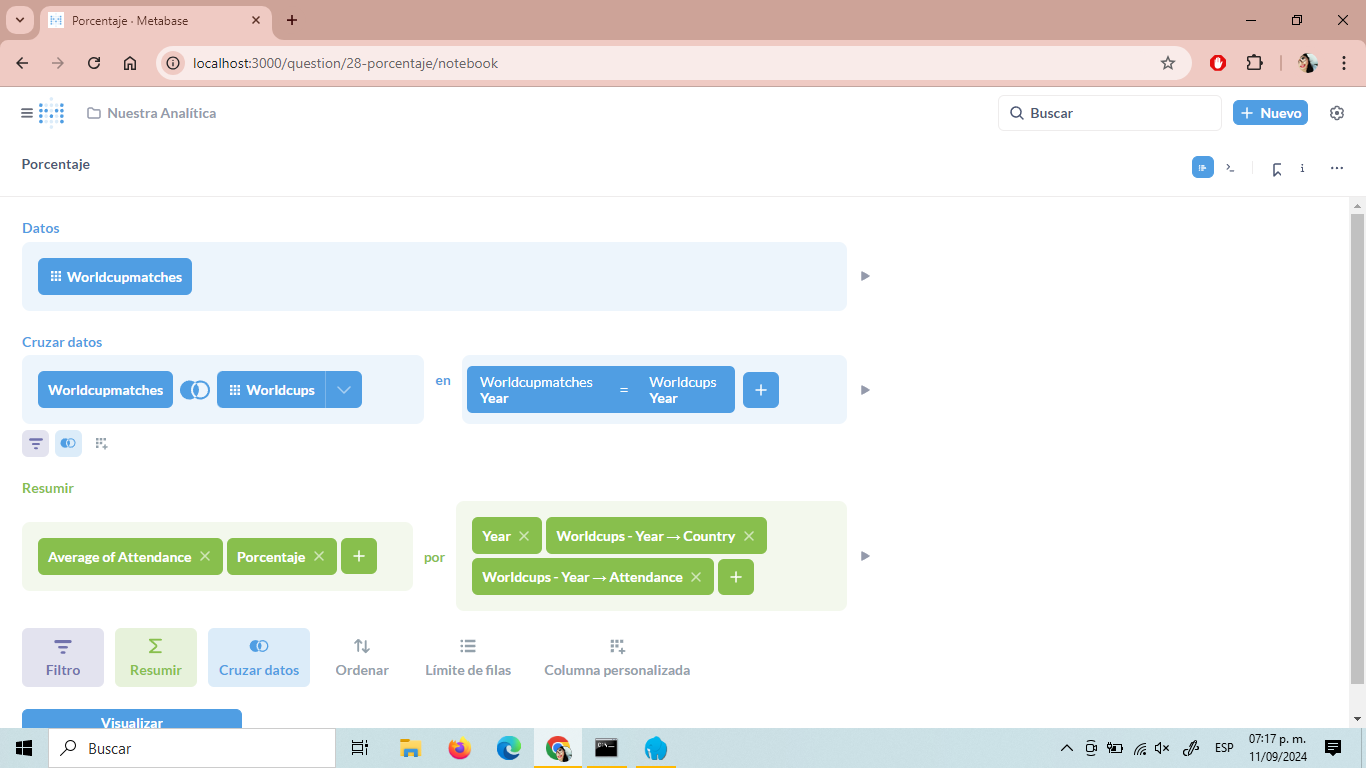 Porcentaje · Metabase
localhost:3000/question/28-porcentaje/notebook
Nuestra Analítica
Buscar
+ Nuevo
Porcentaje
Datos
Worldcupmatches
Cruzar datos
Worldcupmatches
Worldcups
en
Worldcupmatches
Year
=
Worldcups
Year
+
Resumir
Average of Attendance
Porcentaje
+
por
Year
Worldcups - Year → Country
Worldcups - Year → Attendance
+
Filtro
Resumir
Cruzar datos
Ordenar
Límite de filas
Columna personalizada
Visualizar
Buscar
ESP
07:17 p. m.
11/09/2024